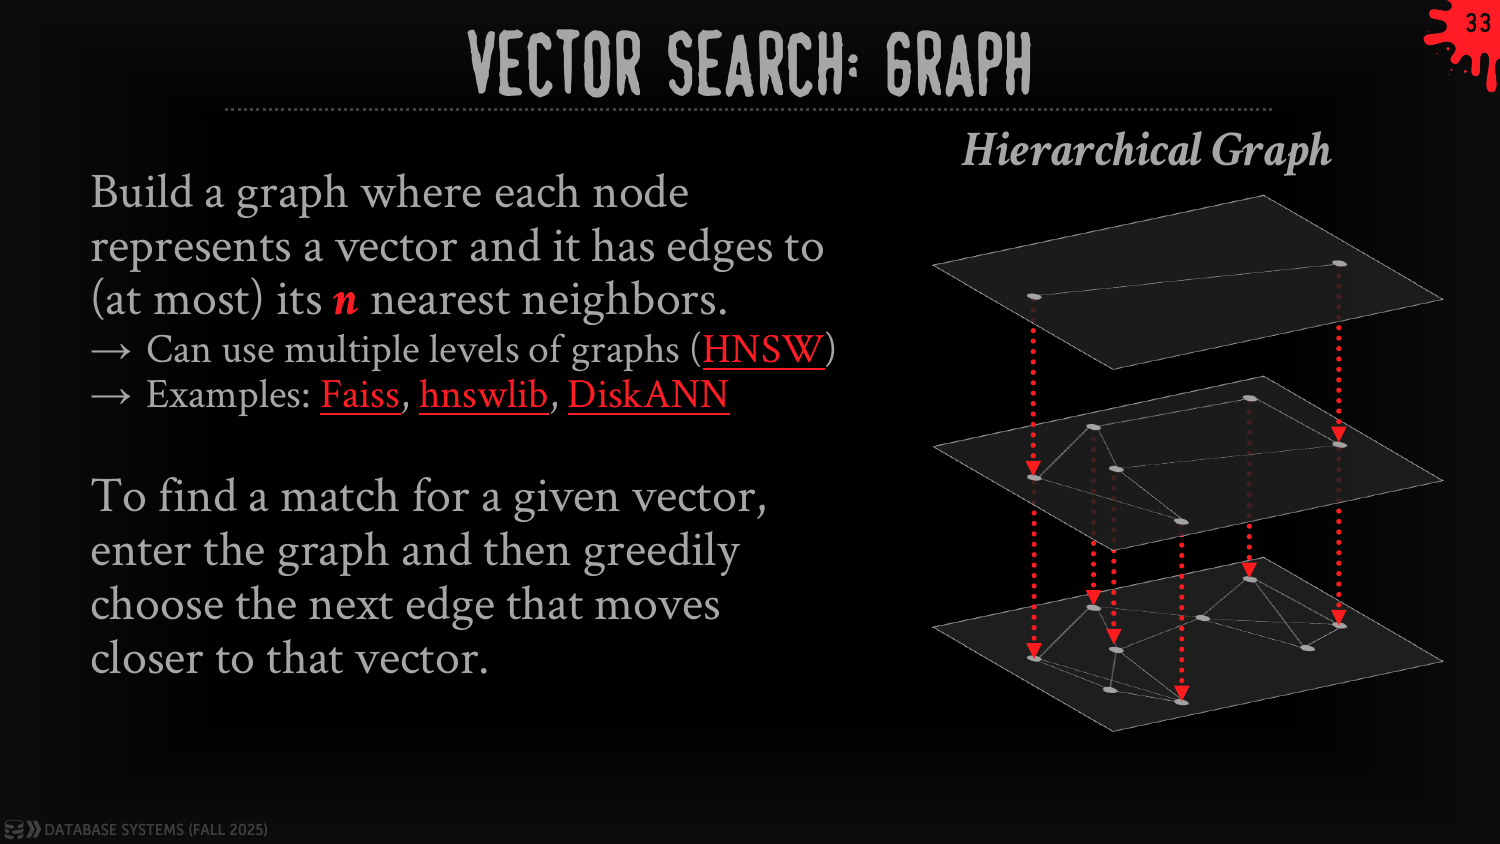 33
VECTOR SEARCH: GRAPH
Hierarchical Graph
Build a graph where each node
represents a vector and it has edges to
(at most) its n nearest neighbors.
→ Can use multiple levels of graphs (HNSW)
→ Examples: Faiss, hnswlib, DiskANN
To find a match for a given vector,
enter the graph and then greedily
choose the next edge that moves
closer to that vector.
DATABASE SYSTEMS (FALL 2025)